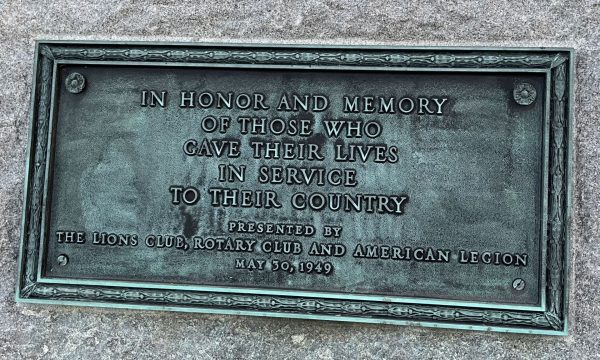 IN HONOR AND MEMORY
OF THOSE WHO
GAVE THEIR LIVES
IN SERVICE
TO THEIR COUNTRY
PRESENTED BY
THE LIONS CLUB, ROTARY CLUB AND AMERICAN LEGION
MAY 30, 1949